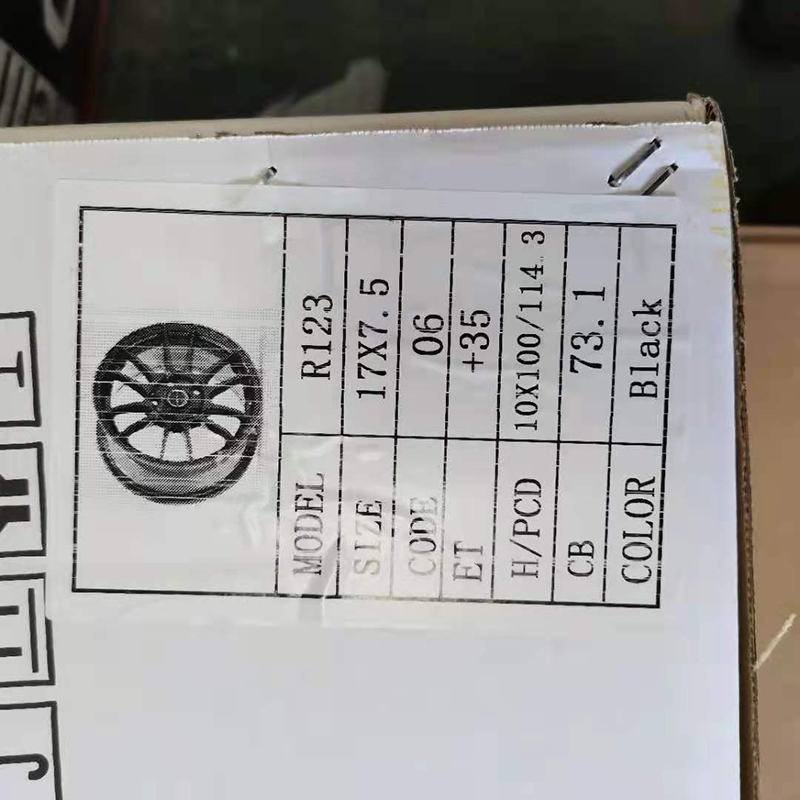 MODEL R123
SIZE 17X7.5
CODE 06
ET +35
H/PCD 10X100/114.3
CB 73.1
COLOR Black